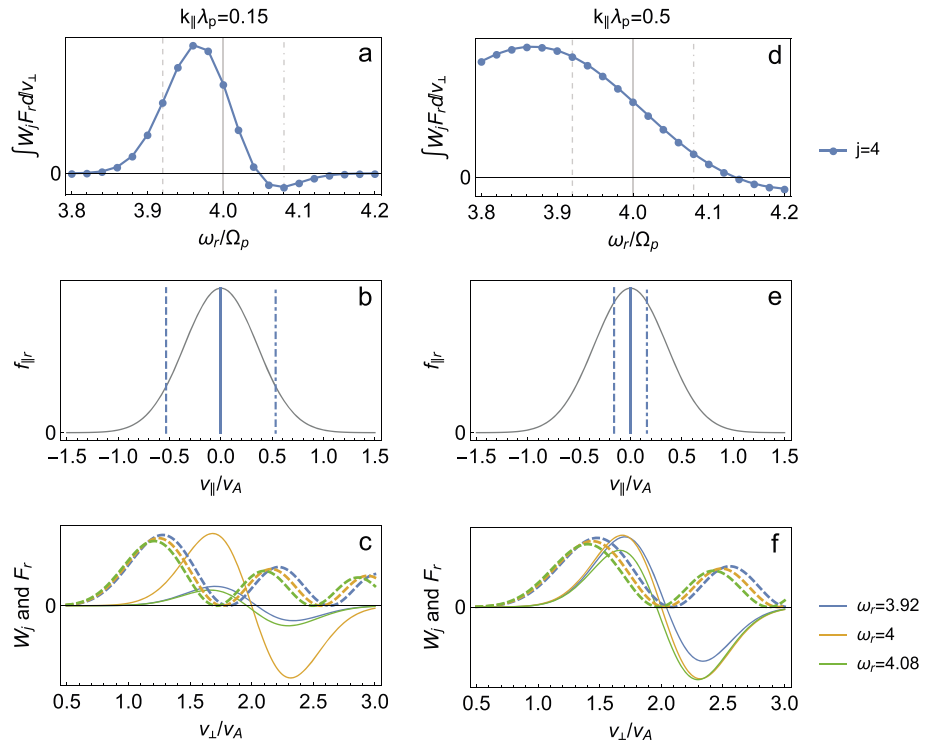 k∥λₚ=0.15
k∥λₚ=0.5
a
∫WⱼFᵣdv⊥
0
3.8 3.9 4.0 4.1 4.2
ωᵣ/Ωₚ
d
∫WⱼFᵣdv⊥
0
3.8 3.9 4.0 4.1 4.2
ωᵣ/Ωₚ
j=4
b
f∥ᵣ
0
−1.5 −1.0 −0.5 0.0 0.5 1.0 1.5
v∥/v_A
e
f∥ᵣ
0
−1.5 −1.0 −0.5 0.0 0.5 1.0 1.5
v∥/v_A
c
Wⱼ and Fᵣ
0
0.5 1.0 1.5 2.0 2.5 3.0
v⊥/v_A
f
Wⱼ and Fᵣ
0
0.5 1.0 1.5 2.0 2.5 3.0
v⊥/v_A
ωᵣ=3.92
ωᵣ=4
ωᵣ=4.08